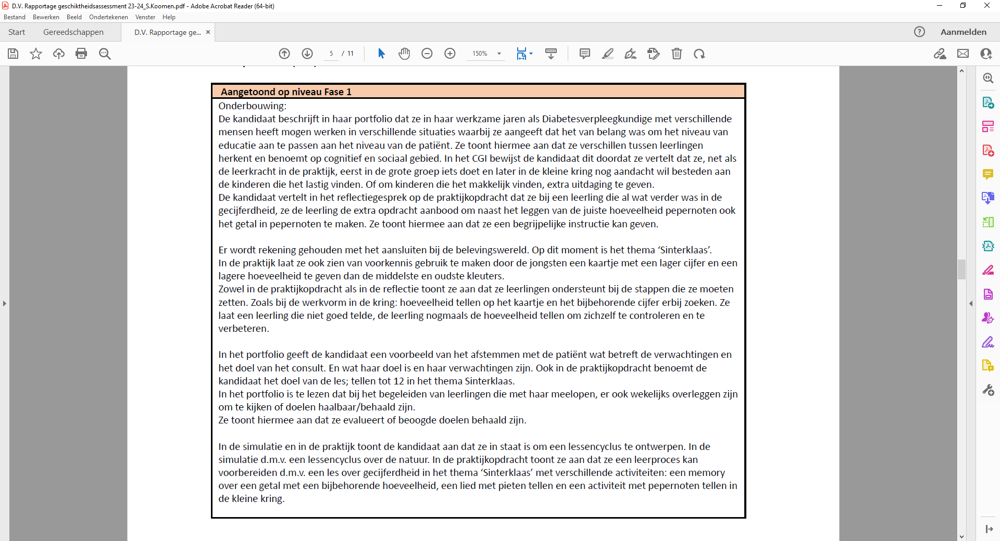 D.V. Rapportage geschiktheidsassessment 23-24_S.Koomen.pdf - Adobe Acrobat Reader (64-bit)
Bestand Bewerken Beeld Ondertekenen Venster Help
Start Gereedschappen D.V. Rapportage ge... × Aanmelden
5 / 11 150%
Aangetoond op niveau Fase 1
Onderbouwing:
De kandidaat beschrijft in haar portfolio dat ze in haar werkzame jaren als Diabetesverpleegkundige met verschillende
mensen heeft mogen werken in verschillende situaties waarbij ze aangeeft dat het van belang was om het niveau van
educatie aan te passen aan het niveau van de patiënt. Ze toont hiermee aan dat ze verschillen tussen leerlingen
herkent en benoemt op cognitief en sociaal gebied. In het CGI bewijst de kandidaat dit doordat ze vertelt dat ze, net als
de leerkracht in de praktijk, eerst in de grote groep iets doet en later in de kleine kring nog aandacht wil besteden aan
de kinderen die het lastig vinden. Of om kinderen die het makkelijk vinden, extra uitdaging te geven.
De kandidaat vertelt in het reflectiegesprek op de praktijkopdracht dat ze bij een leerling die al wat verder was in de
gecijferdheid, ze de leerling de extra opdracht aanbood om naast het leggen van de juiste hoeveelheid pepernoten ook
het getal in pepernoten te maken. Ze toont hiermee aan dat ze een begrijpelijke instructie kan geven.
Er wordt rekening gehouden met het aansluiten bij de belevingswereld. Op dit moment is het thema ‘Sinterklaas’.
In de praktijk laat ze ook zien van voorkennis gebruik te maken door de jongsten een kaartje met een lager cijfer en een
lagere hoeveelheid te geven dan de middelste en oudste kleuters.
Zowel in de praktijkopdracht als in de reflectie toont ze aan dat ze leerlingen ondersteunt bij de stappen die ze moeten
zetten. Zoals bij de werkvorm in de kring: hoeveelheid tellen op het kaartje en het bijbehorende cijfer erbij zoeken. Ze
laat een leerling die niet goed telde, de leerling nogmaals de hoeveelheid tellen om zichzelf te controleren en te
verbeteren.
In het portfolio geeft de kandidaat een voorbeeld van het afstemmen met de patiënt wat betreft de verwachtingen en
het doel van het consult. En wat haar doel is en haar verwachtingen zijn. Ook in de praktijkopdracht benoemt de
kandidaat het doel van de les; tellen tot 12 in het thema Sinterklaas.
In het portfolio is te lezen dat bij het begeleiden van leerlingen die met haar meelopen, er ook wekelijks overleggen zijn
om te kijken of doelen haalbaar/behaald zijn.
Ze toont hiermee aan dat ze evalueert of beoogde doelen behaald zijn.
In de simulatie en in de praktijk toont de kandidaat aan dat ze in staat is om een lessencyclus te ontwerpen. In de
simulatie d.m.v. een lessencyclus over de natuur. In de praktijkopdracht toont ze aan dat ze een leerproces kan
voorbereiden d.m.v. een les over gecijferdheid in het thema ‘Sinterklaas’ met verschillende activiteiten: een memory
over een getal met een bijbehorende hoeveelheid, een lied met pieten tellen en een activiteit met pepernoten tellen in
de kleine kring.